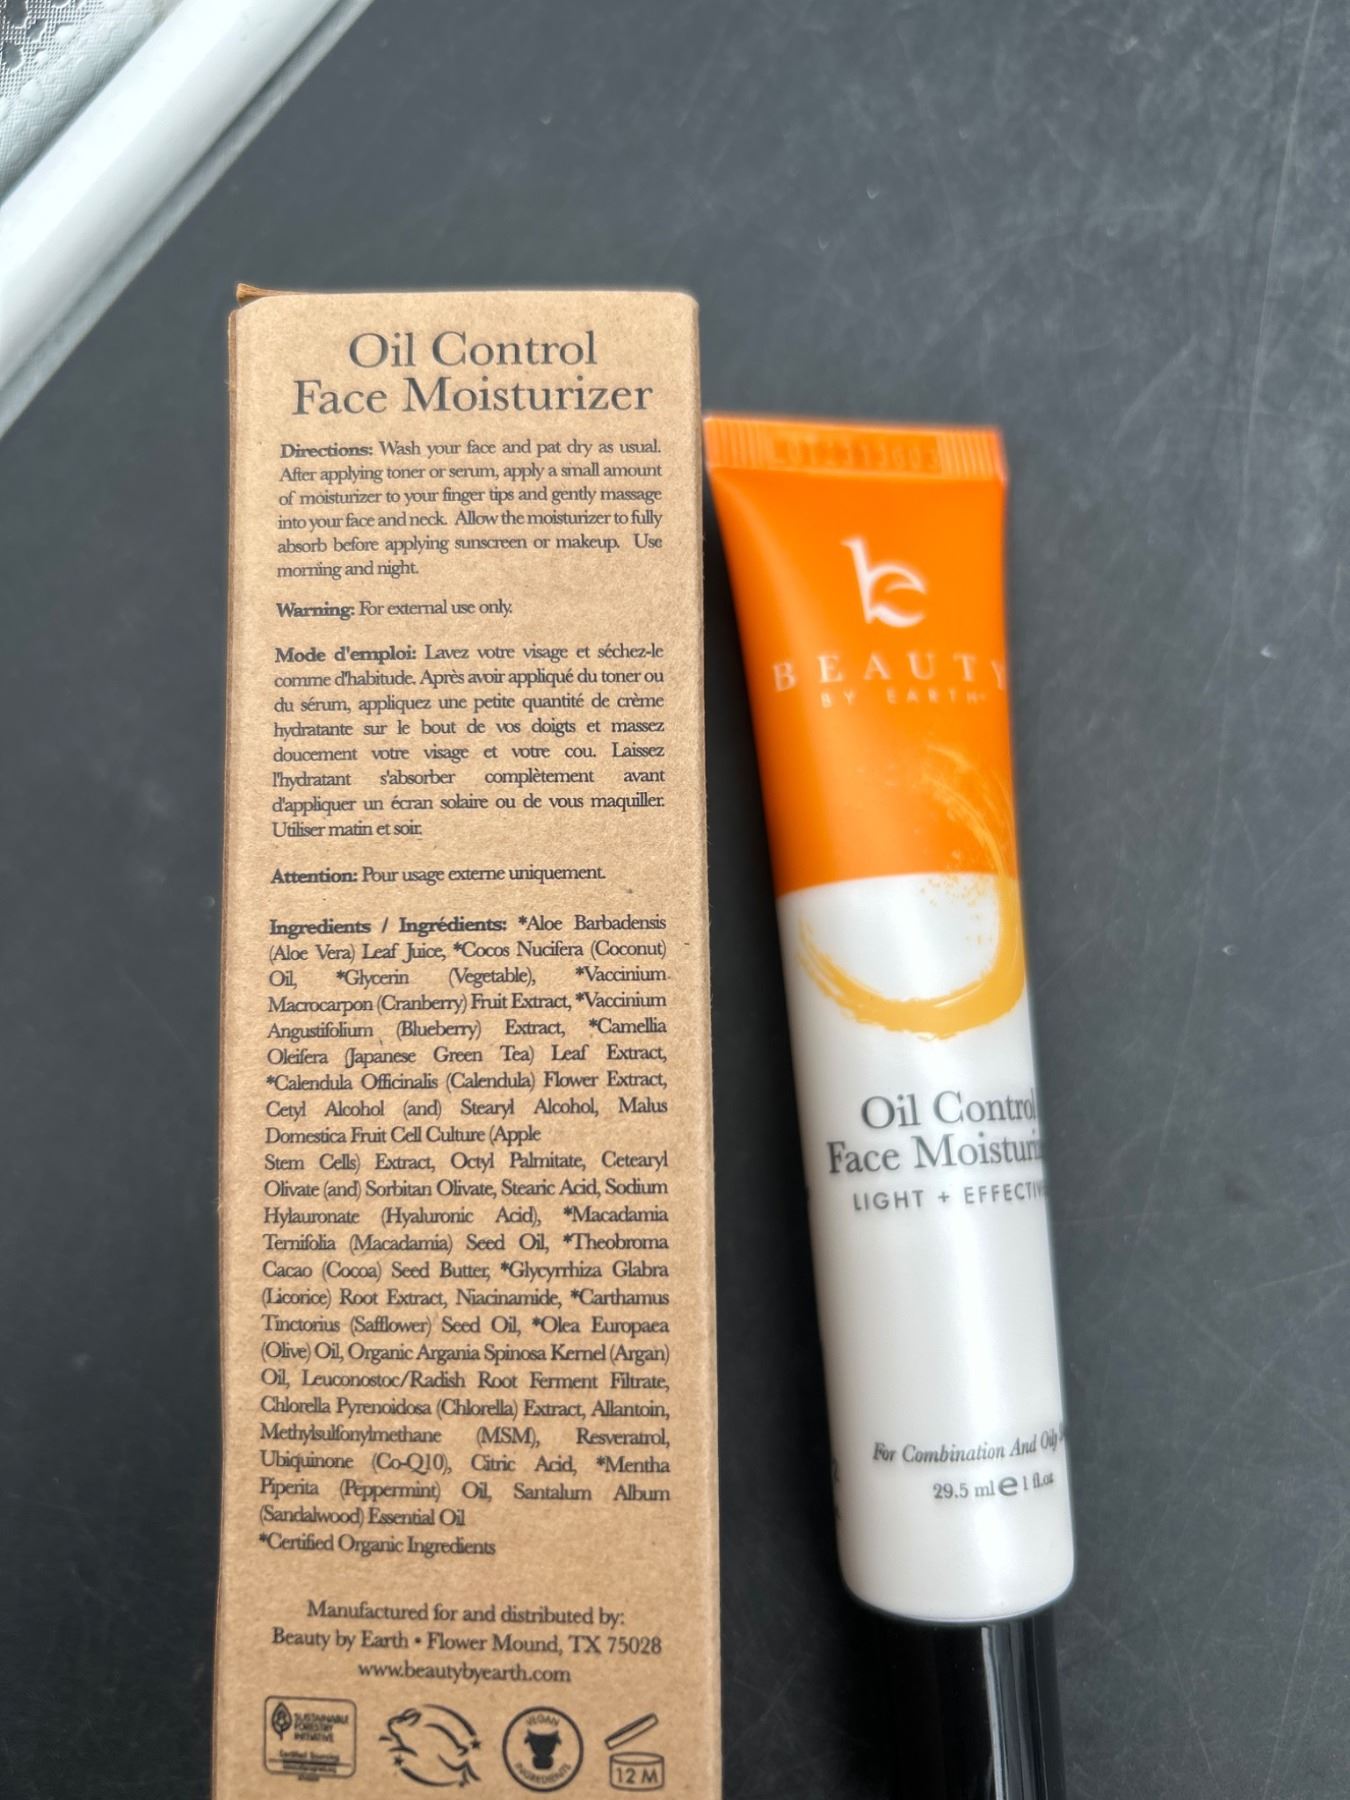 Oil Control
Face Moisturizer
Directions: Wash your face and pat dry as usual.
After applying toner or serum, apply a small amount
of moisturizer to your finger tips and gently massage
into your face and neck. Allow the moisturizer to fully
absorb before applying sunscreen or makeup. Use
morning and night.
Warning: For external use only.
Mode d'emploi: Lavez votre visage et séchez-le
comme d'habitude. Après avoir appliqué du toner ou
du sérum, appliquez une petite quantité de crème
hydratante sur le bout de vos doigts et massez
doucement votre visage et votre cou. Laissez
l'hydratant s'absorber complètement avant
d'appliquer un écran solaire ou de vous maquiller.
Utiliser matin et soir.
Attention: Pour usage externe uniquement.
Ingredients / Ingrédients: *Aloe Barbadensis
(Aloe Vera) Leaf Juice, *Cocos Nucifera (Coconut)
Oil, *Glycerin (Vegetable), *Vaccinium
Macrocarpon (Cranberry) Fruit Extract, *Vaccinium
Angustifolium (Blueberry) Extract, *Camellia
Oleifera (Japanese Green Tea) Leaf Extract,
*Calendula Officinalis (Calendula) Flower Extract,
Cetyl Alcohol (and) Stearyl Alcohol, Malus
Domestica Fruit Cell Culture (Apple
Stem Cells) Extract, Octyl Palmitate, Cetearyl
Olivate (and) Sorbitan Olivate, Stearic Acid, Sodium
Hylauronate (Hyaluronic Acid), *Macadamia
Ternifolia (Macadamia) Seed Oil, *Theobroma
Cacao (Cocoa) Seed Butter, *Glycyrrhiza Glabra
(Licorice) Root Extract, Niacinamide, *Carthamus
Tinctorius (Safflower) Seed Oil, *Olea Europaea
(Olive) Oil, Organic Argania Spinosa Kernel (Argan)
Oil, Leuconostoc/Radish Root Ferment Filtrate,
Chlorella Pyrenoidosa (Chlorella) Extract, Allantoin,
Methylsulfonylmethane (MSM), Resveratrol,
Ubiquinone (Co-Q10), Citric Acid, *Mentha
Piperita (Peppermint) Oil, Santalum Album
(Sandalwood) Essential Oil
*Certified Organic Ingredients
Manufactured for and distributed by:
Beauty by Earth • Flower Mound, TX 75028
www.beautybyearth.com
SUSTAINABLE
FORESTRY
INITIATIVE
Certified Sourcing
VEGAN
INGREDIENTS
12 M
BEAUTY
BY EARTH
Oil Control
Face Moisturi
LIGHT + EFFECTIV
For Combination And Oily
29.5 ml e 1 fl.oz